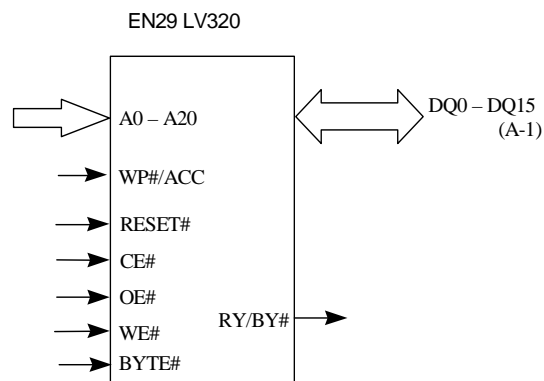 EN29 LV320
A0 – A20
DQ0 – DQ15
(A-1)
WP#/ACC
RESET#
CE#
OE#
RY/BY#
WE#
BYTE#